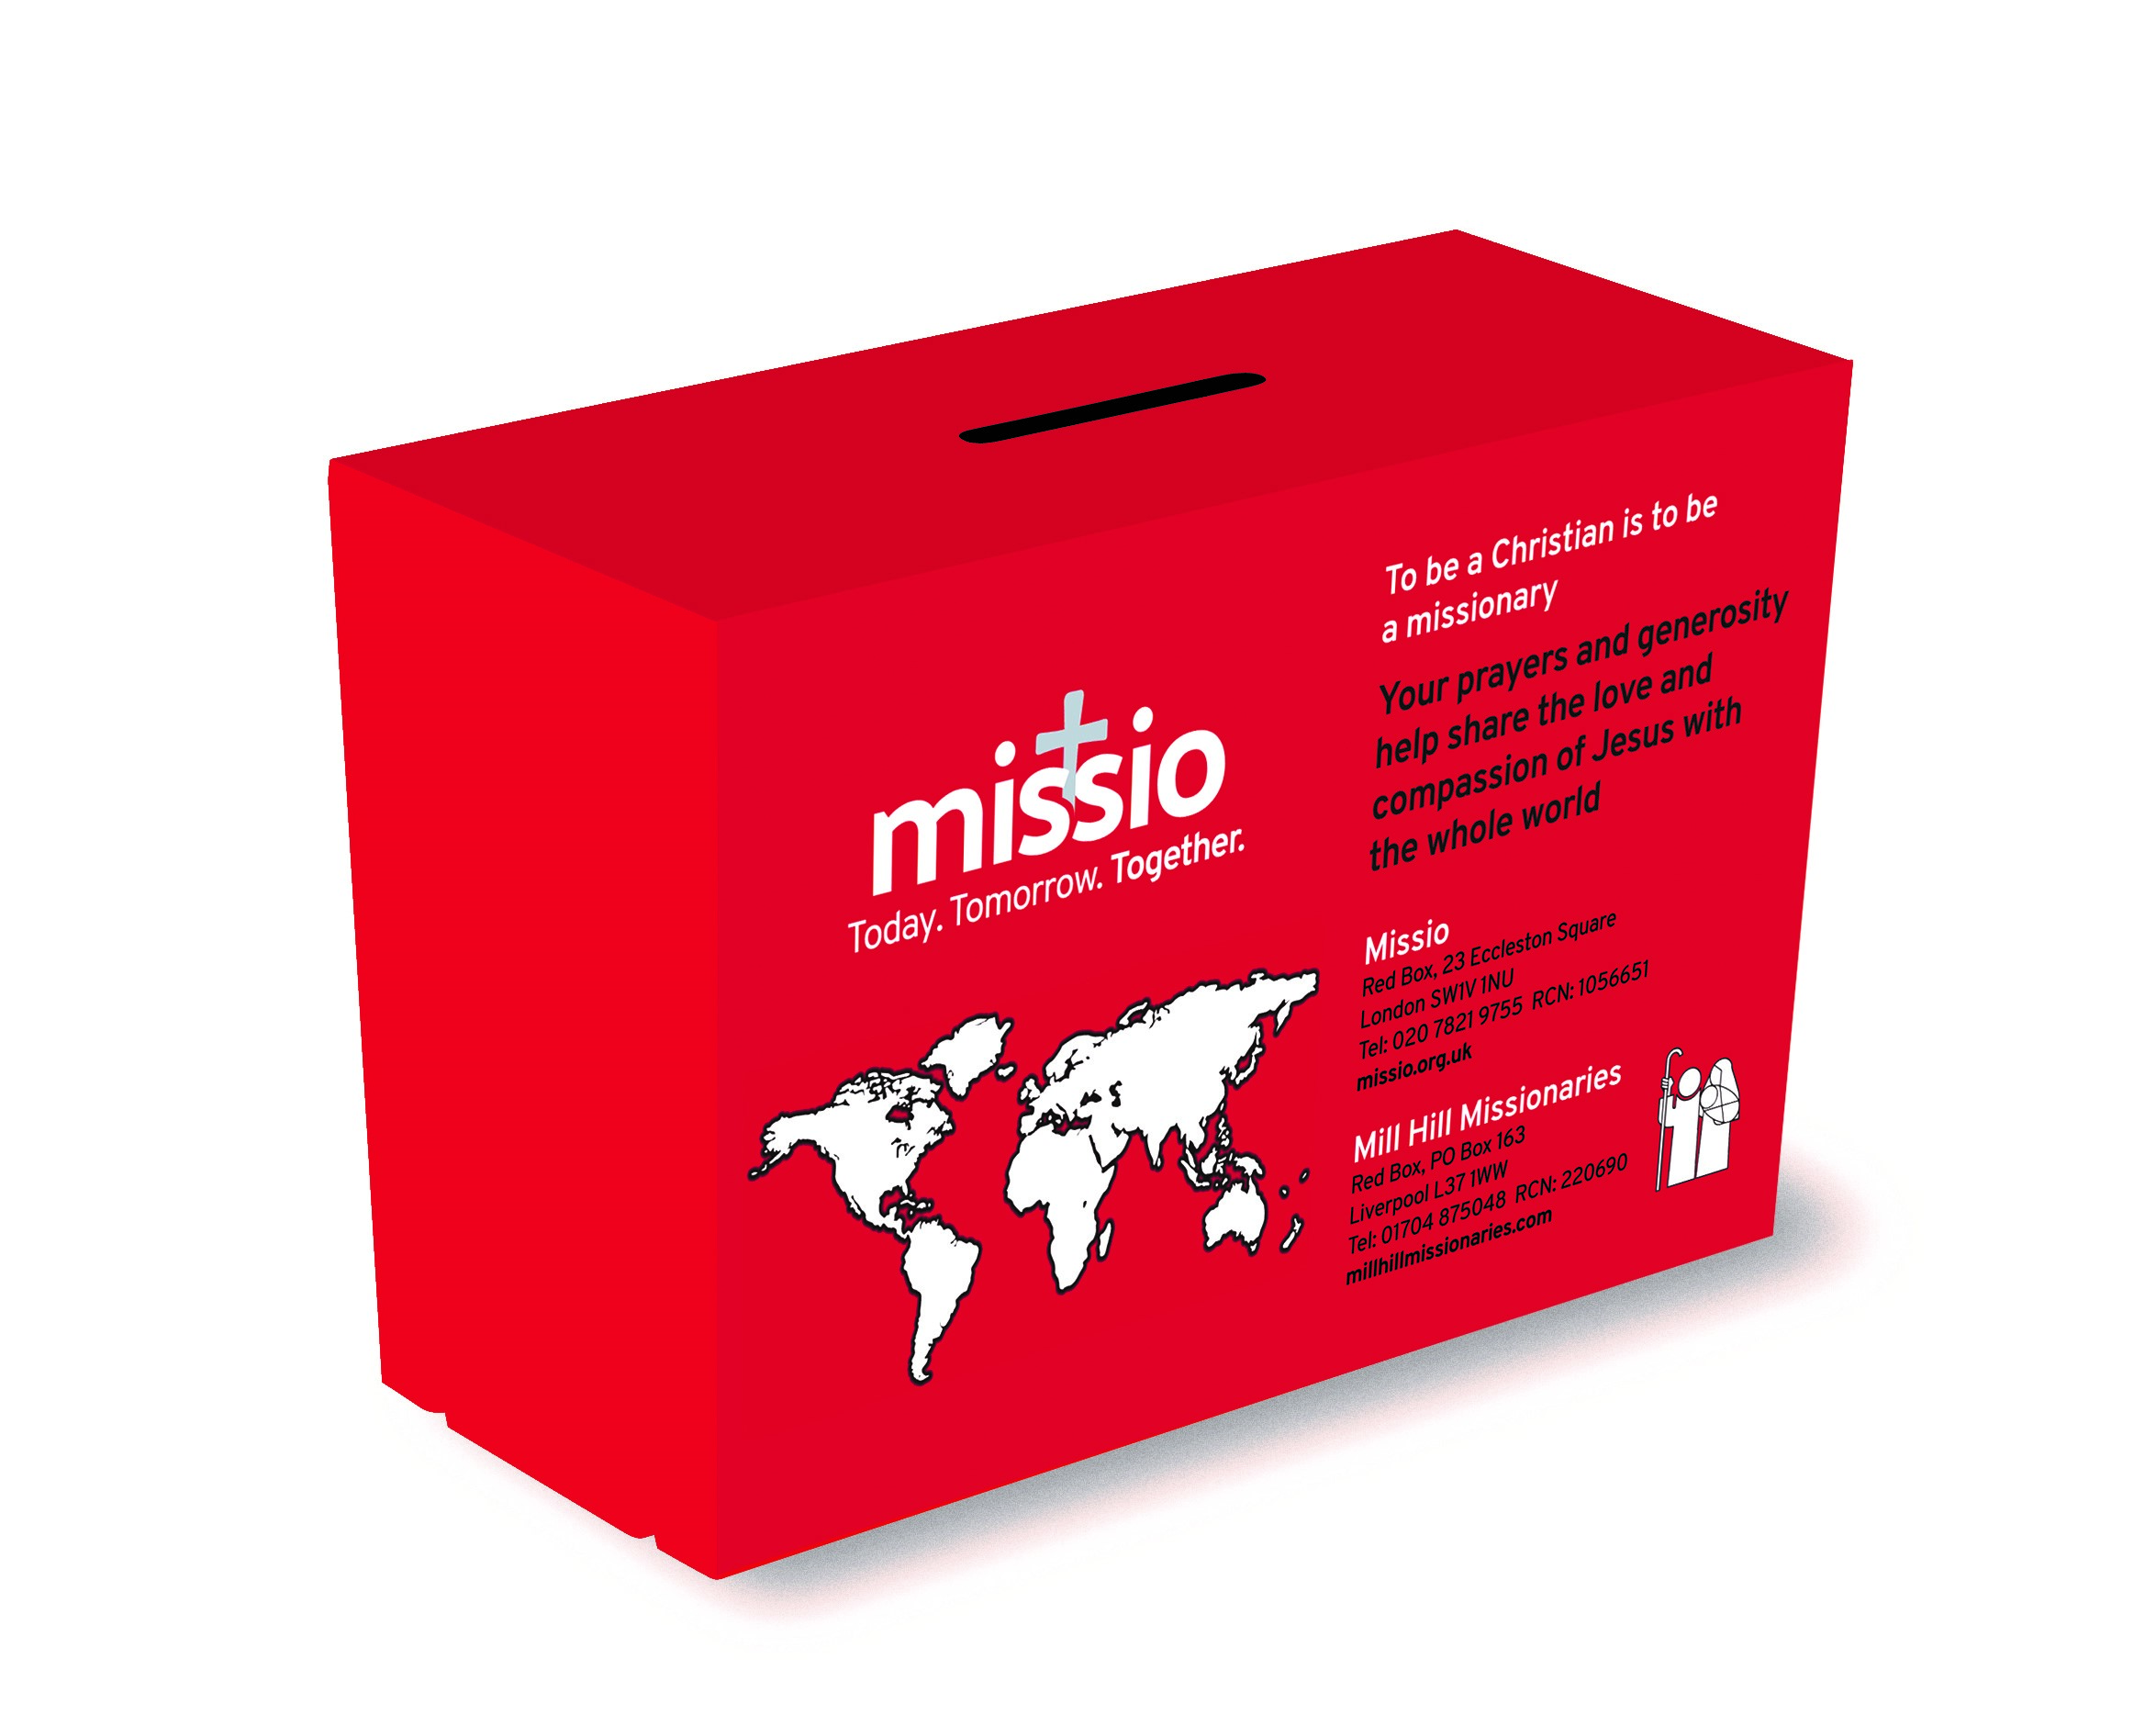 missio
Today. Tomorrow. Together.
To be a Christian is to be
a missionary
Your prayers and generosity
help share the love and
compassion of Jesus with
the whole world
Missio
Red Box, 23 Eccleston Square
London SW1V 1NU
Tel: 020 7821 9755 RCN: 1056651
missio.org.uk
Mill Hill Missionaries
Red Box, PO Box 163
Liverpool L37 1WW
Tel: 01704 875048 RCN: 220690
millhillmissionaries.com